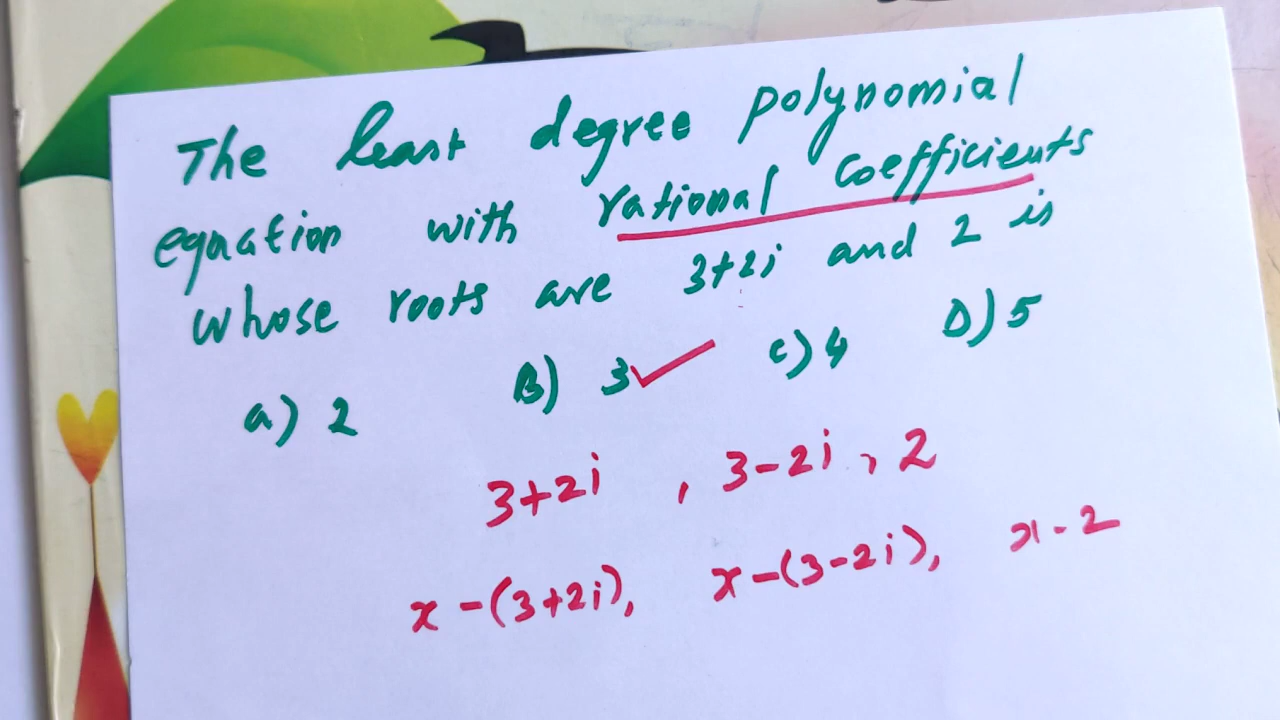 The least degree polynomial
equation with rational coefficients
whose roots are 3+2i and 2 is
a) 2 B) 3✓ c) 4 D) 5
3+2i , 3-2i , 2
x-(3+2i), x-(3-2i), x-2